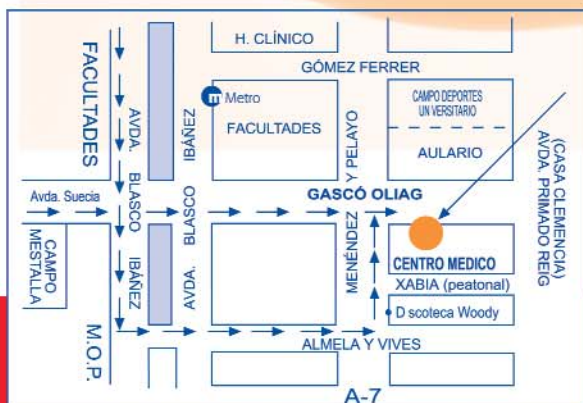 H. CLÍNICO
GÓMEZ FERRER
FACULTADES
AVDA.
BLASCO
IBÁÑEZ
AVDA.
BLASCO
IBÁÑEZ
Metro
FACULTADES
CAMPO DEPORTES
UN VERSITARIO
AULARIO
MENÉNDEZ
Y PELAYO
Avda. Suecia
GASCÓ OLIAG
(CASA CLEMENCIA)
AVDA. PRIMADO REIG
CAMPO
MESTALLA
CENTRO MEDICO
XABIA (peatonal)
D scoteca Woody
M.O.P.
ALMELA Y VIVES
A-7